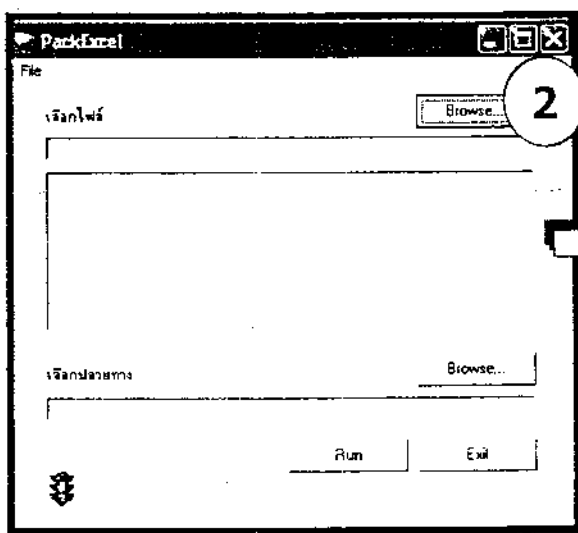 PackExcel
File
เลือกไฟล์
Browse...
2
เลือกปลายทาง
Browse...
Run
Exit